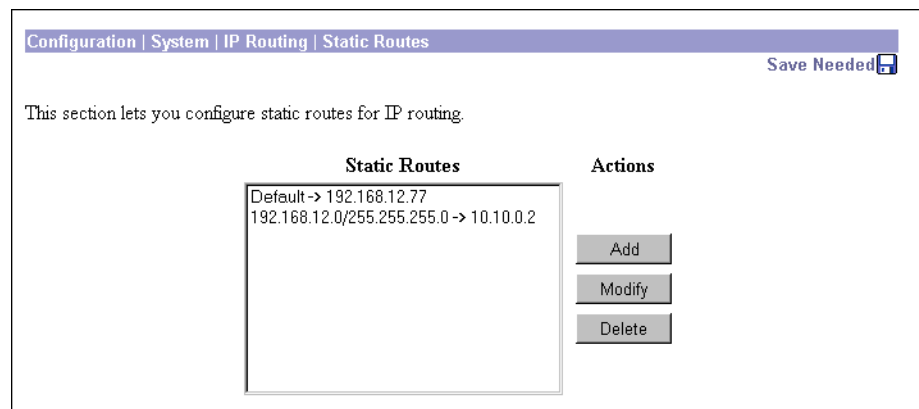 Configuration | System | IP Routing | Static Routes
Save Needed
This section lets you configure static routes for IP routing.
Static Routes
Actions
Default -> 192.168.12.77
192.168.12.0/255.255.255.0 -> 10.10.0.2
Add
Modify
Delete